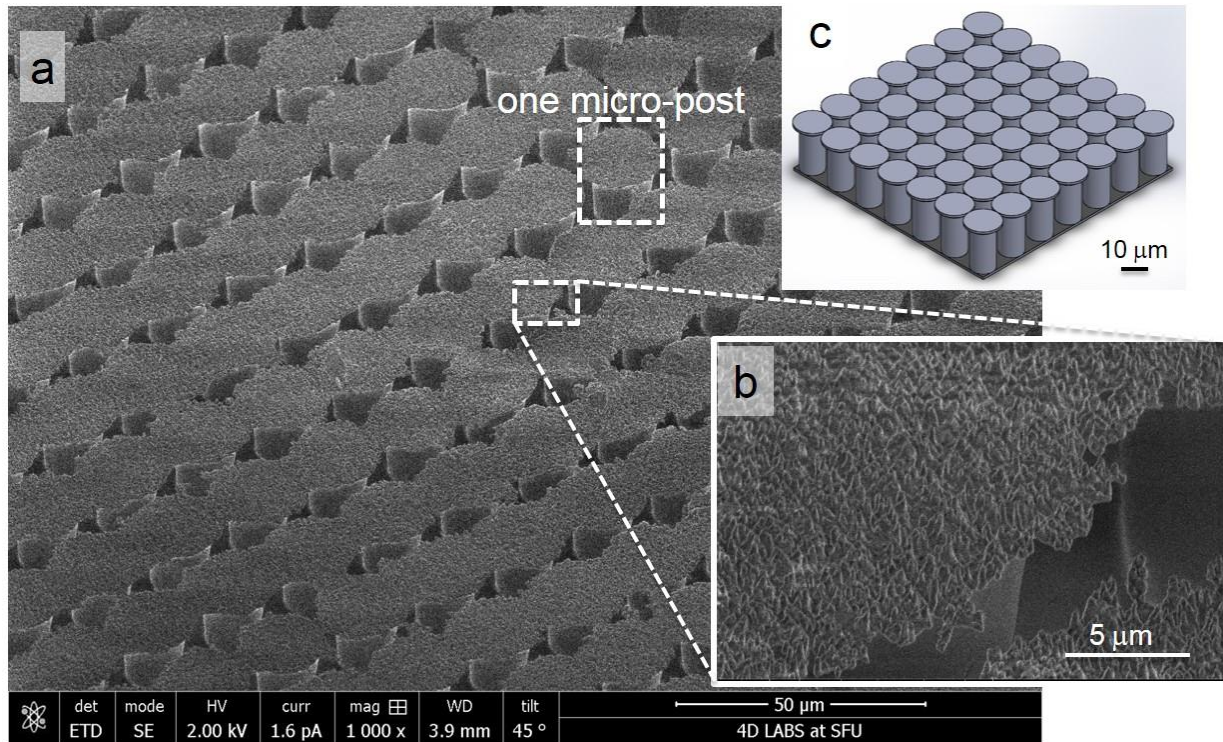 a
one micro-post
c
10 μm
b
5 μm
det mode HV curr mag WD tilt 50 μm
ETD SE 2.00 kV 1.6 pA 1 000 x 3.9 mm 45 ° 4D LABS at SFU